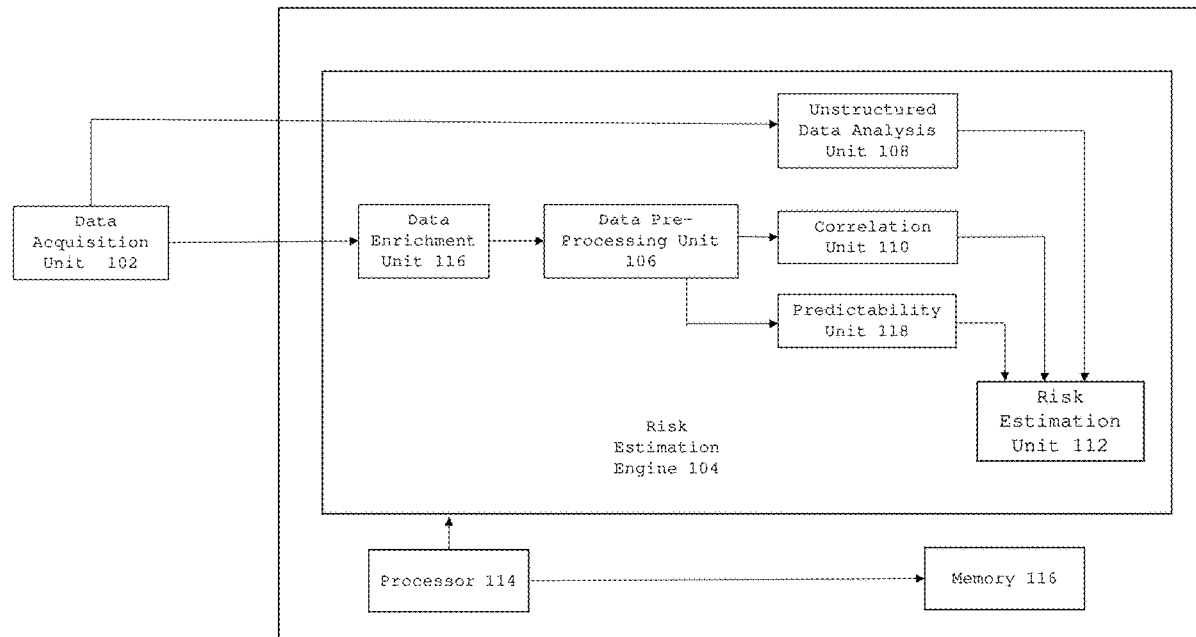 Unstructured
Data Analysis
Unit 108
Data
Acquisition
Unit 102
Data
Enrichment
Unit 116
Data Pre-
Processing Unit
106
Correlation
Unit 110
Predictability
Unit 118
Risk
Estimation
Unit 112
Risk
Estimation
Engine 104
Processor 114
Memory 116